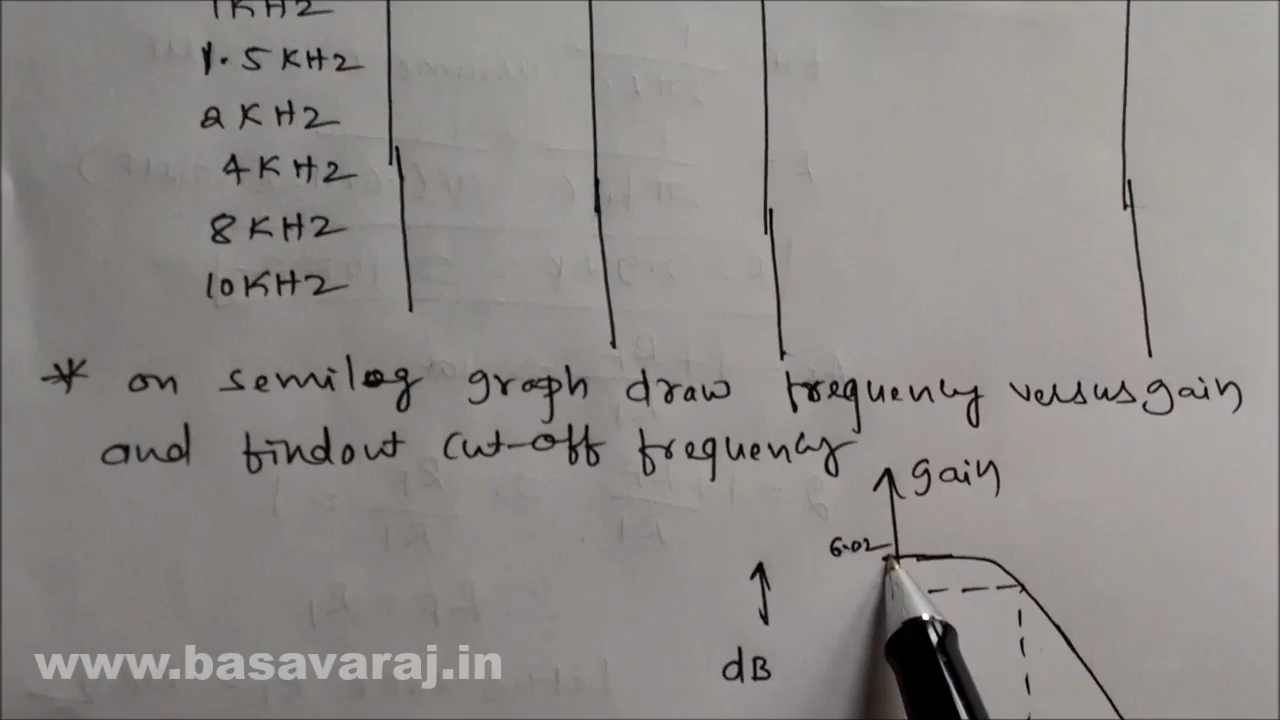 1KHZ
1.5KHZ
2KHZ
4KHZ
8KHZ
10KHZ
* on semilog graph draw frequency versus gain
and findout cut-off frequency
gain
6.02
dB
www.basavaraj.in